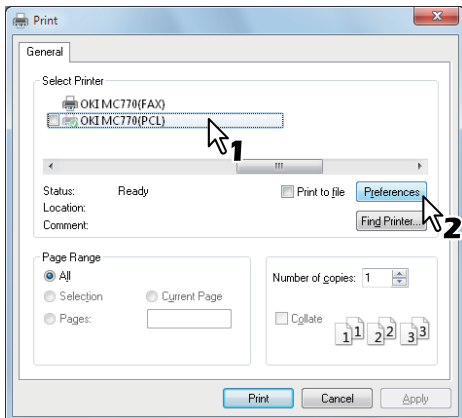 Print
General
Select Printer
OKI MC770(FAX)
OKI MC770(PCL)
1
Status: Ready
Print to file
Preferences
Location:
Comment:
Find Printer...
2
Page Range
All
Selection
Current Page
Pages:
Number of copies: 1
Collate
1 1 2 2 3 3
Print
Cancel
Apply